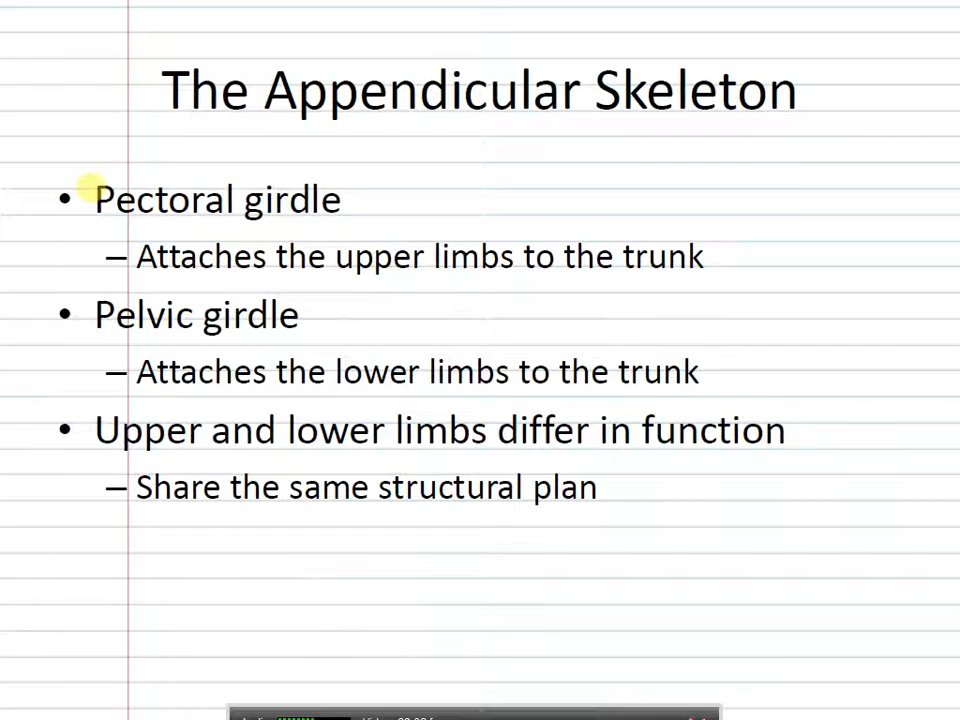 The Appendicular Skeleton
• Pectoral girdle
– Attaches the upper limbs to the trunk
• Pelvic girdle
– Attaches the lower limbs to the trunk
• Upper and lower limbs differ in function
– Share the same structural plan